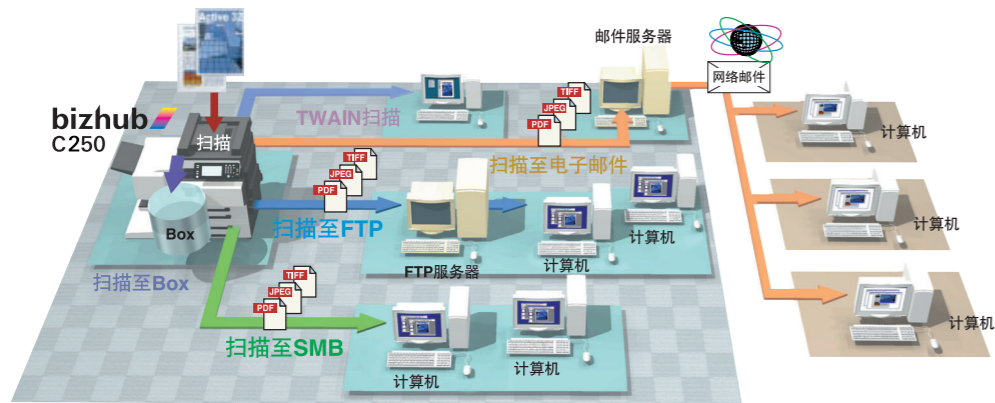 Active 32
邮件服务器
网络邮件
bizhub
C250
扫描
TWAIN扫描
TIFF
JPEG
PDF
扫描至电子邮件
计算机
TIFF
JPEG
PDF
Box
扫描至FTP
计算机
计算机
计算机
FTP服务器
扫描至Box
TIFF
JPEG
PDF
扫描至SMB
计算机
计算机
计算机